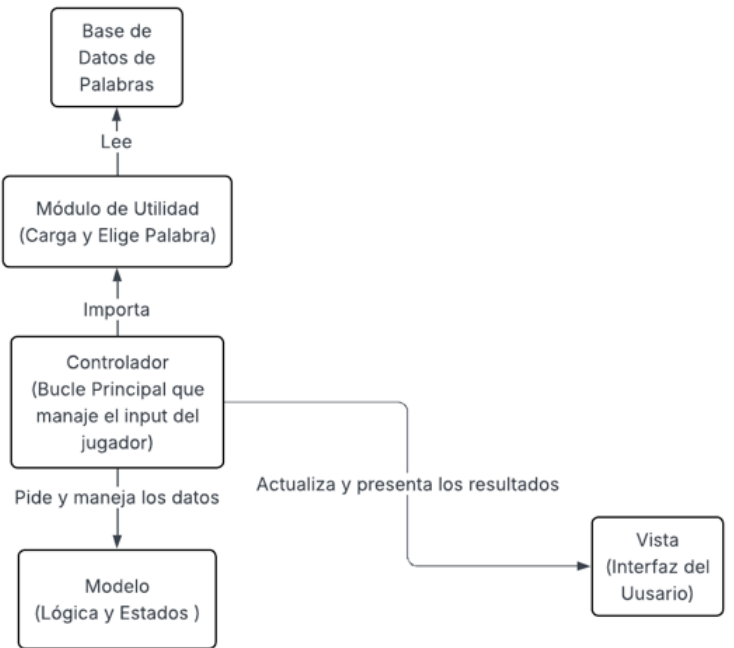 Base de
Datos de
Palabras
Lee
Módulo de Utilidad
(Carga y Elige Palabra)
Importa
Controlador
(Bucle Principal que
maneje el input del
jugador)
Pide y maneja los datos
Actualiza y presenta los resultados
Modelo
(Lógica y Estados )
Vista
(Interfaz del
Uusario)